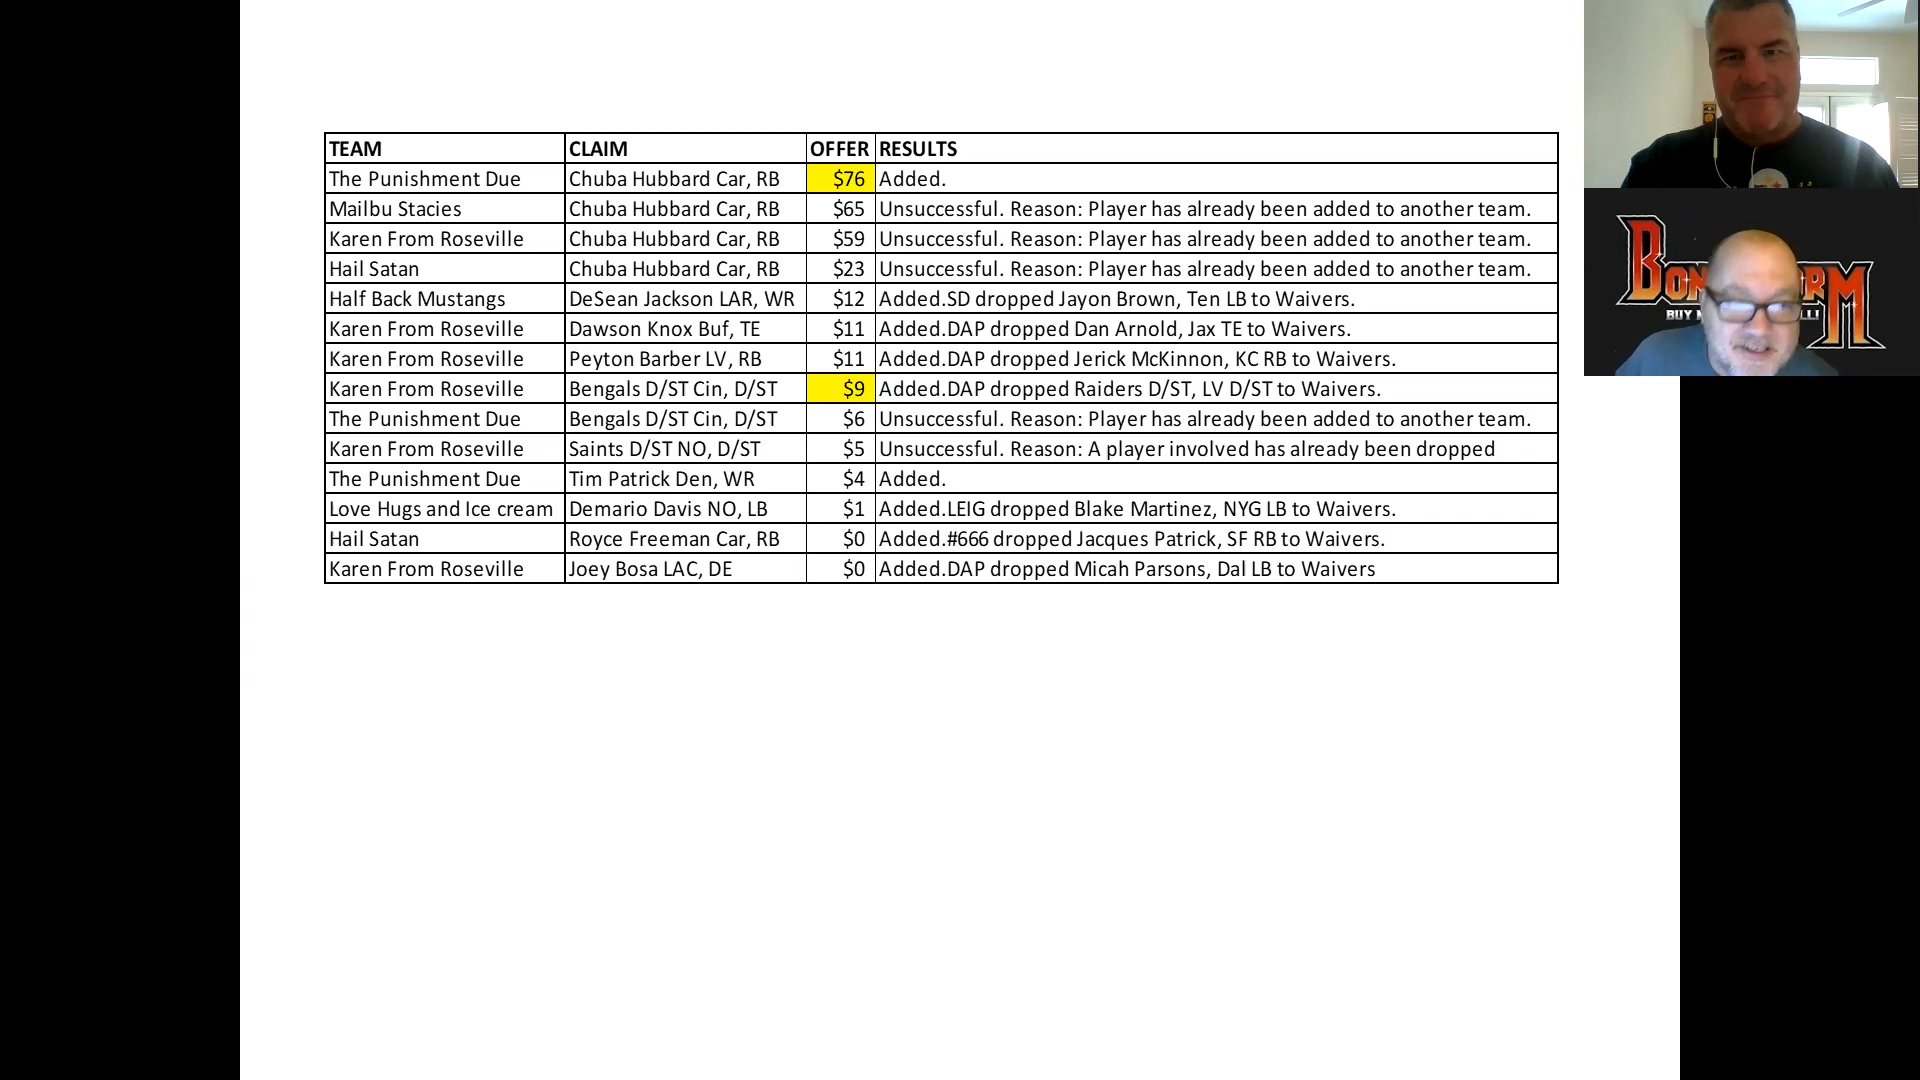 TEAM CLAIM OFFER RESULTS
The Punishment Due Chuba Hubbard Car, RB $76 Added.
Mailbu Stacies Chuba Hubbard Car, RB $65 Unsuccessful. Reason: Player has already been added to another team.
Karen From Roseville Chuba Hubbard Car, RB $59 Unsuccessful. Reason: Player has already been added to another team.
Hail Satan Chuba Hubbard Car, RB $23 Unsuccessful. Reason: Player has already been added to another team.
Half Back Mustangs DeSean Jackson LAR, WR $12 Added.SD dropped Jayon Brown, Ten LB to Waivers.
Karen From Roseville Dawson Knox Buf, TE $11 Added.DAP dropped Dan Arnold, Jax TE to Waivers.
Karen From Roseville Peyton Barber LV, RB $11 Added.DAP dropped Jerick McKinnon, KC RB to Waivers.
Karen From Roseville Bengals D/ST Cin, D/ST $9 Added.DAP dropped Raiders D/ST, LV D/ST to Waivers.
The Punishment Due Bengals D/ST Cin, D/ST $6 Unsuccessful. Reason: Player has already been added to another team.
Karen From Roseville Saints D/ST NO, D/ST $5 Unsuccessful. Reason: A player involved has already been dropped
The Punishment Due Tim Patrick Den, WR $4 Added.
Love Hugs and Ice cream Demario Davis NO, LB $1 Added.LEIG dropped Blake Martinez, NYG LB to Waivers.
Hail Satan Royce Freeman Car, RB $0 Added.#666 dropped Jacques Patrick, SF RB to Waivers.
Karen From Roseville Joey Bosa LAC, DE $0 Added.DAP dropped Micah Parsons, Dal LB to Waivers
BUY